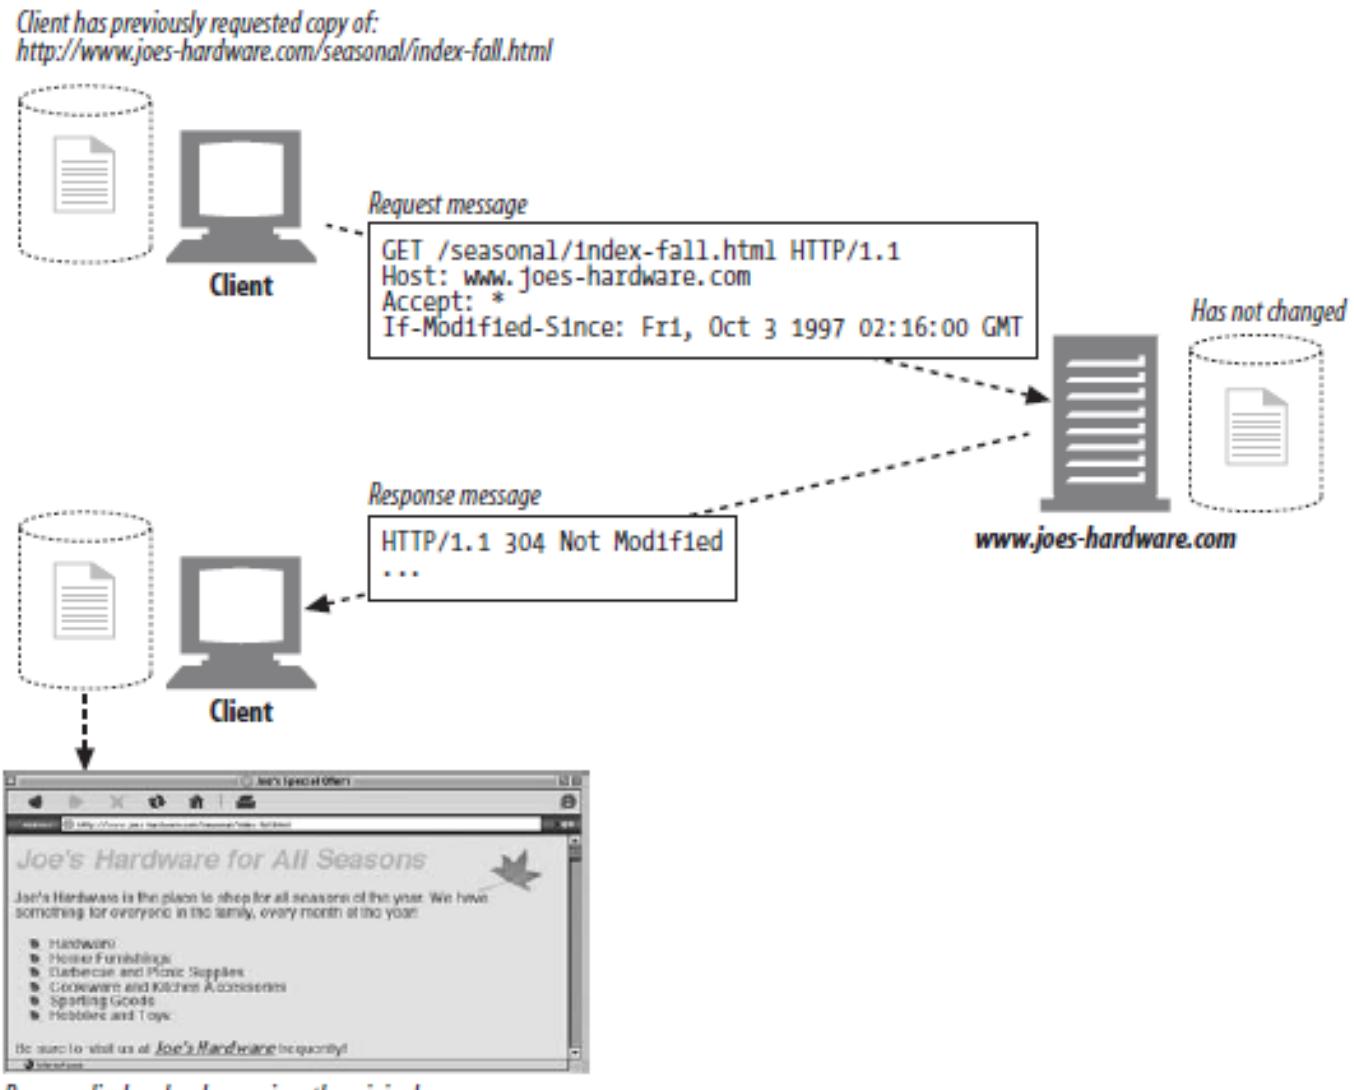 Client has previously requested copy of:
http://www.joes-hardware.com/seasonal/index-fall.html
Client
Request message
GET /seasonal/index-fall.html HTTP/1.1
Host: www.joes-hardware.com
Accept: *
If-Modified-Since: Fri, Oct 3 1997 02:16:00 GMT
Has not changed
www.joes-hardware.com
Response message
HTTP/1.1 304 Not Modified
...
Client
Joe's Special Offers
Joe's Hardware for All Seasons
Joe's Hardware is the place to shop for all seasons of the year. We have
something for everyone in the family, every month of the year!
Hardware
Home Furnishings
Barbecue and Picnic Supplies
Cookware and Kitchen Accessories
Sporting Goods
Hobbies and Toys
Be sure to visit us at Joe's Hardware frequently!